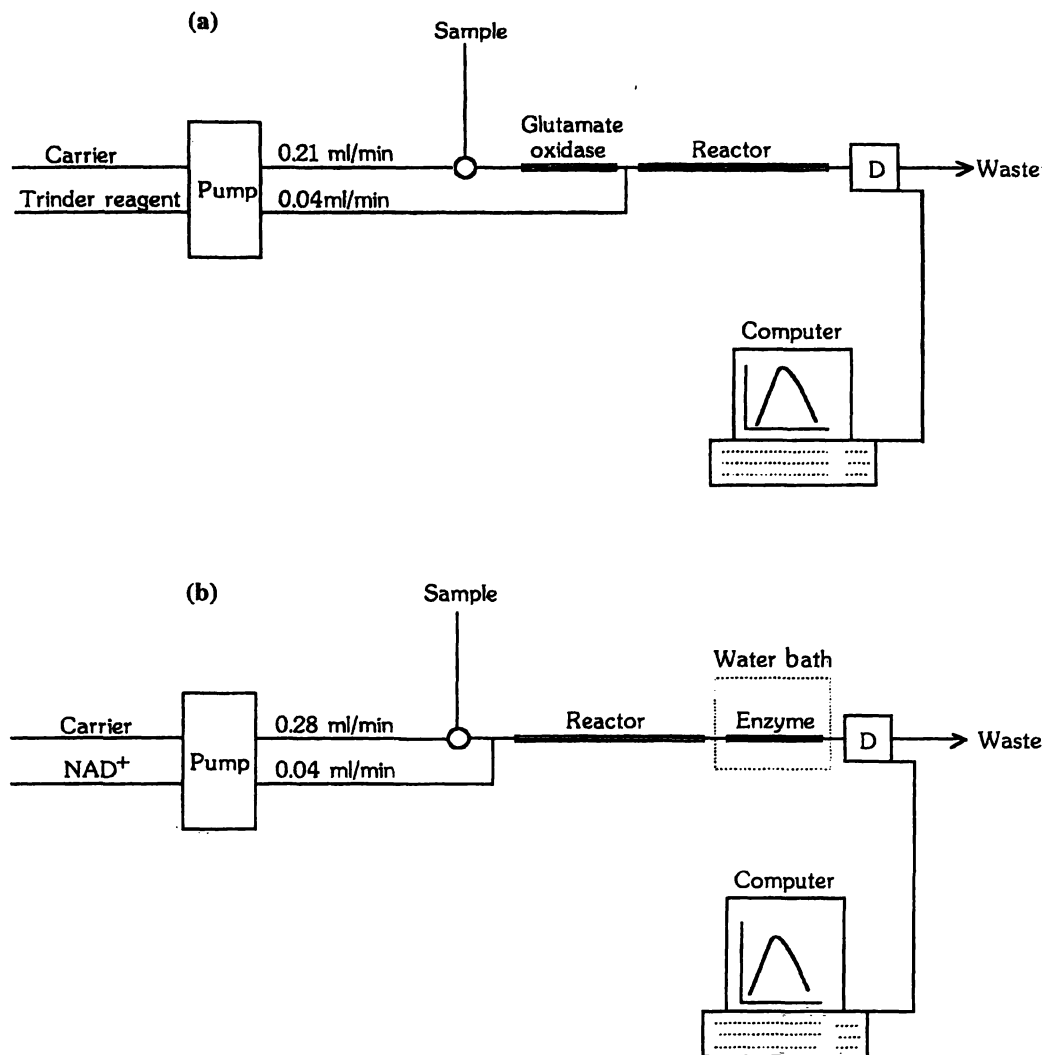 (a)
Sample
Glutamate
oxidase
Carrier
0.21 ml/min
Reactor
D
Waste
Trinder reagent
Pump
0.04ml/min
Computer
(b)
Sample
Water bath
Carrier
0.28 ml/min
Reactor
Enzyme
D
Waste
NAD+
Pump
0.04 ml/min
Computer